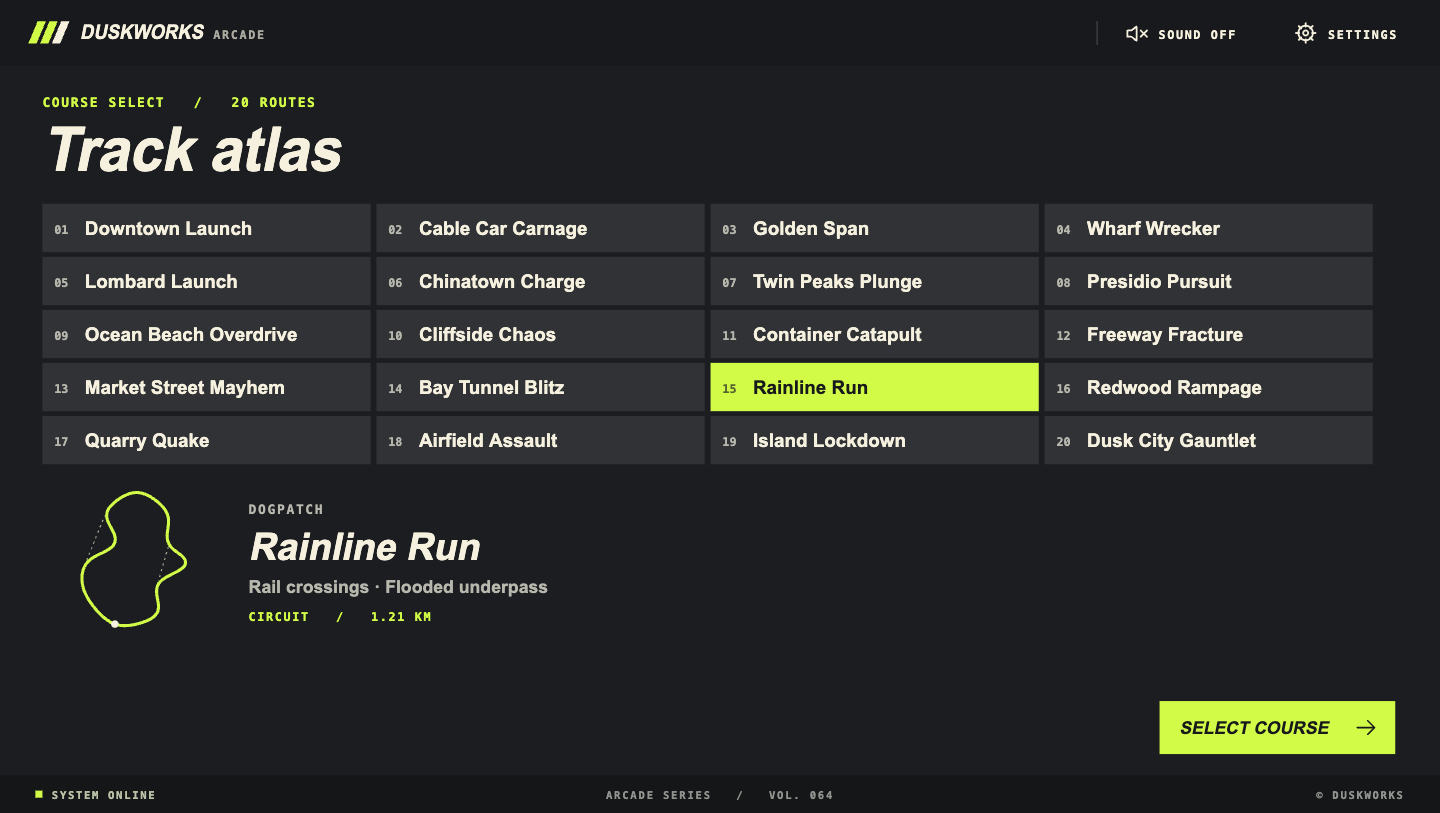 DUSKWORKS ARCADE
SOUND OFF
SETTINGS
COURSE SELECT / 20 ROUTES
Track atlas
01 Downtown Launch
02 Cable Car Carnage
03 Golden Span
04 Wharf Wrecker
05 Lombard Launch
06 Chinatown Charge
07 Twin Peaks Plunge
08 Presidio Pursuit
09 Ocean Beach Overdrive
10 Cliffside Chaos
11 Container Catapult
12 Freeway Fracture
13 Market Street Mayhem
14 Bay Tunnel Blitz
15 Rainline Run
16 Redwood Rampage
17 Quarry Quake
18 Airfield Assault
19 Island Lockdown
20 Dusk City Gauntlet
DOGPATCH
Rainline Run
Rail crossings · Flooded underpass
CIRCUIT / 1.21 KM
SELECT COURSE
SYSTEM ONLINE
ARCADE SERIES / VOL. 064
© DUSKWORKS